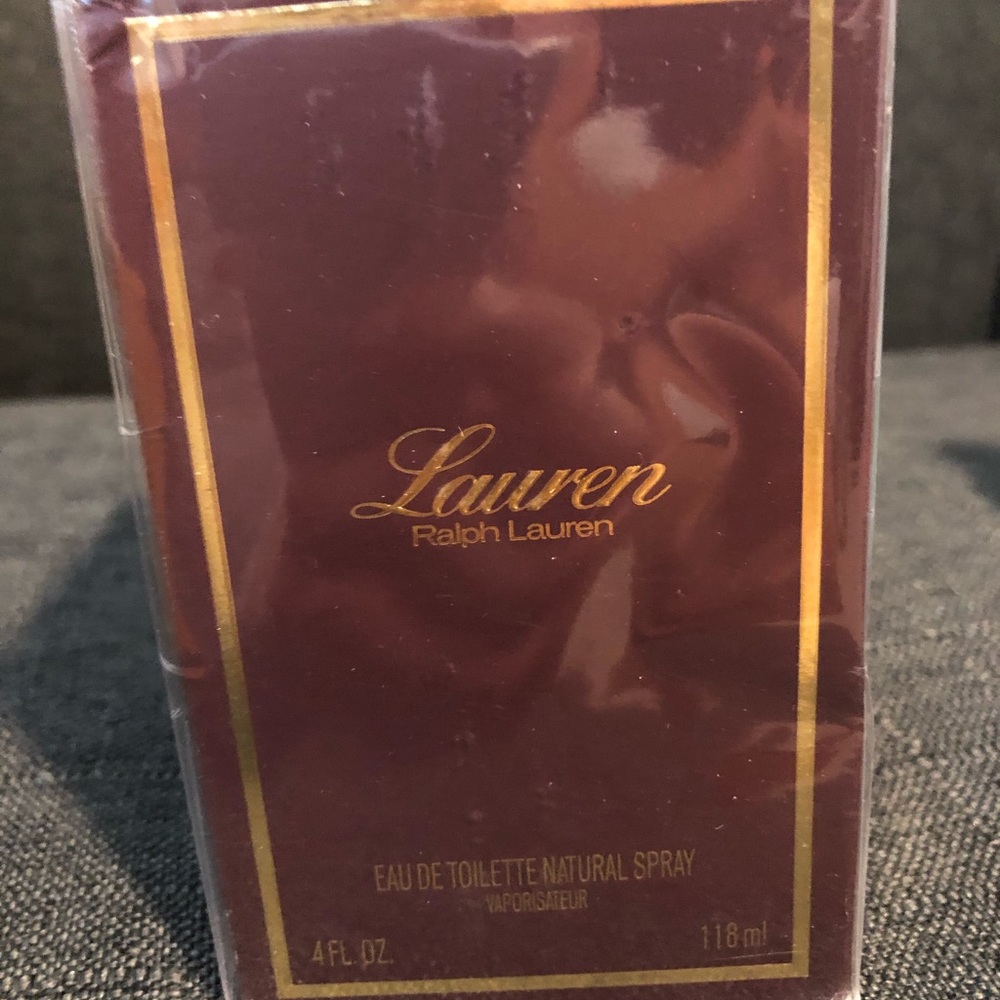 Lauren
Ralph Lauren
EAU DE TOILETTE NATURAL SPRAY
VAPORISATEUR
4 FL. OZ.
118 ml